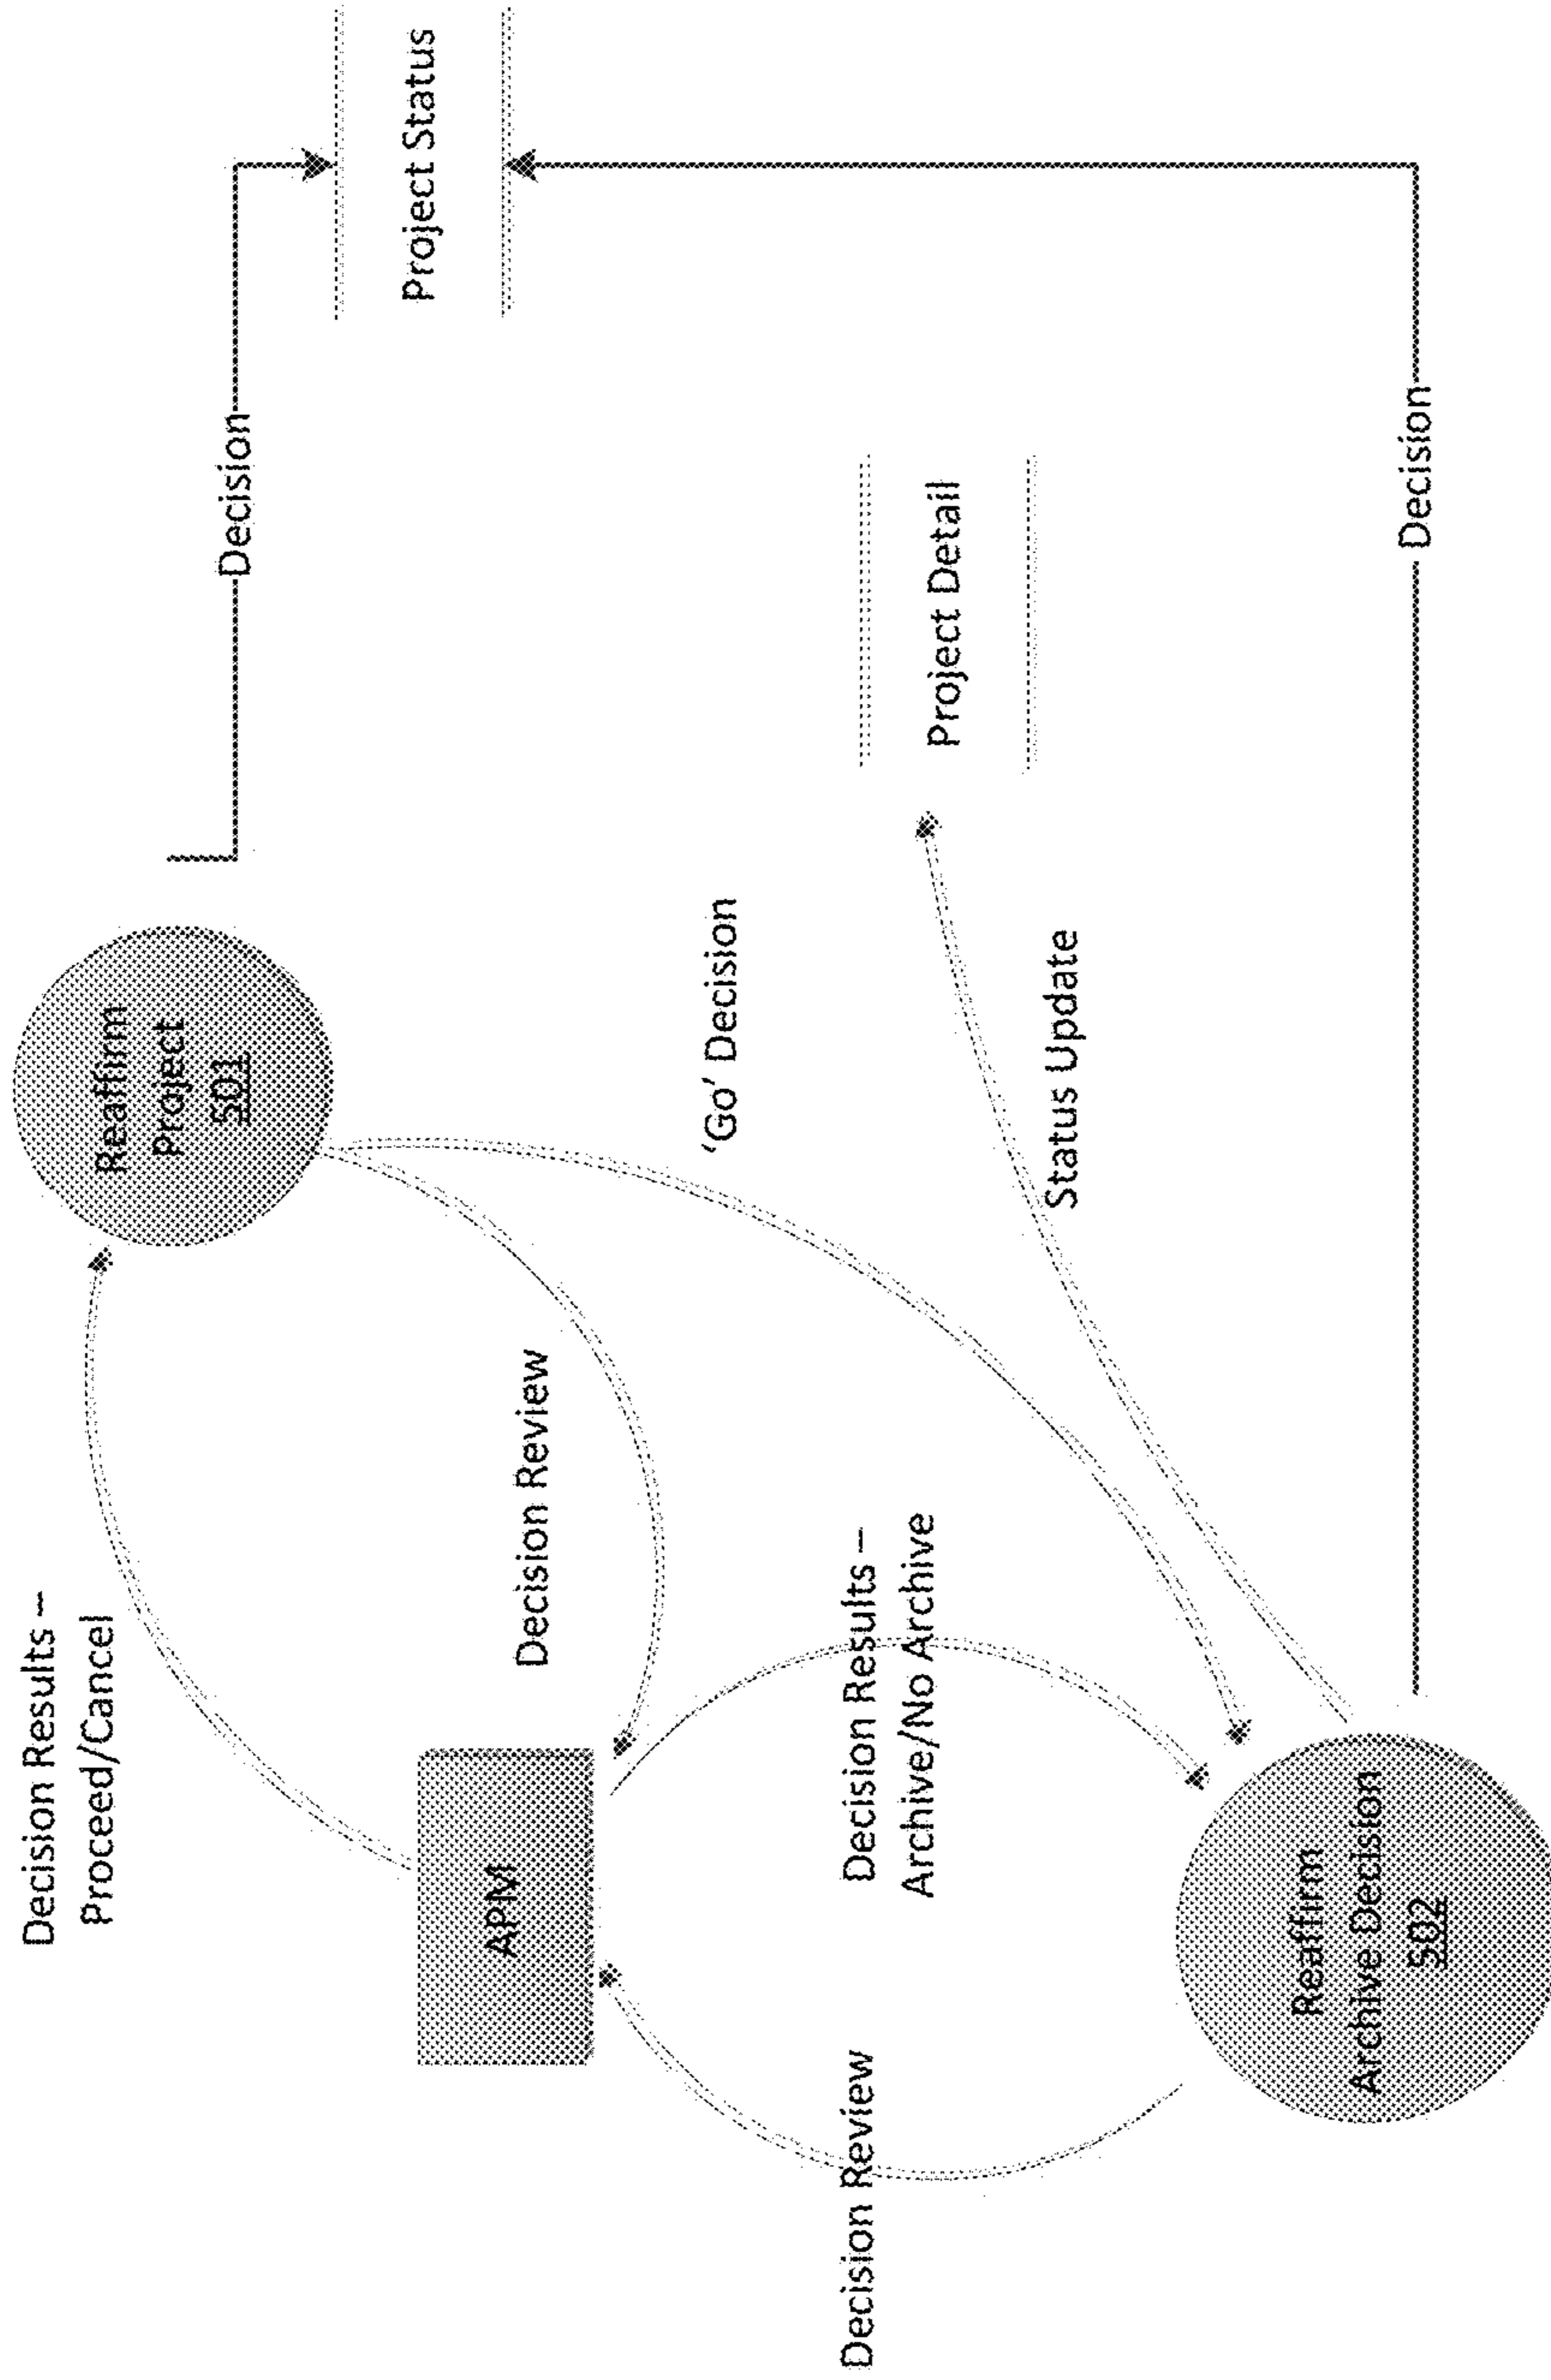 Decision Results –
Proceed/Cancel
Reaffirm
Project
501
Decision
Project Status
APM
Decision Review
'Go' Decision
Decision Review
Decision Results –
Archive/No Archive
Project Detail
Status Update
Reaffirm
Archive Decision
502
Decision